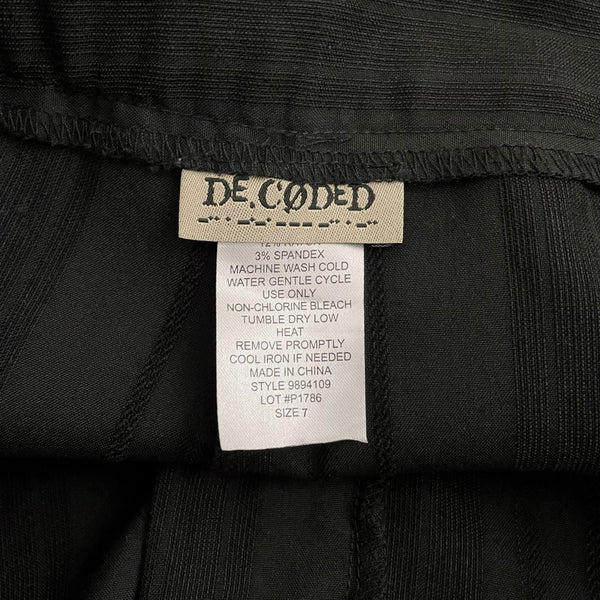 DE.CØDED
3% SPANDEX
MACHINE WASH COLD
WATER GENTLE CYCLE
USE ONLY
NON-CHLORINE BLEACH
TUMBLE DRY LOW
HEAT
REMOVE PROMPTLY
COOL IRON IF NEEDED
MADE IN CHINA
STYLE 9894109
LOT #P1786
SIZE 7